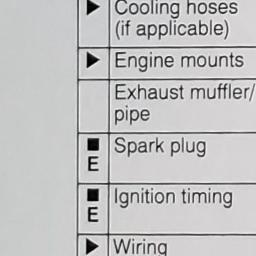 ▶ Cooling hoses
(if applicable)
▶ Engine mounts
Exhaust muffler/
pipe
■ Spark plug
E
■ Ignition timing
E
▶ Wiring